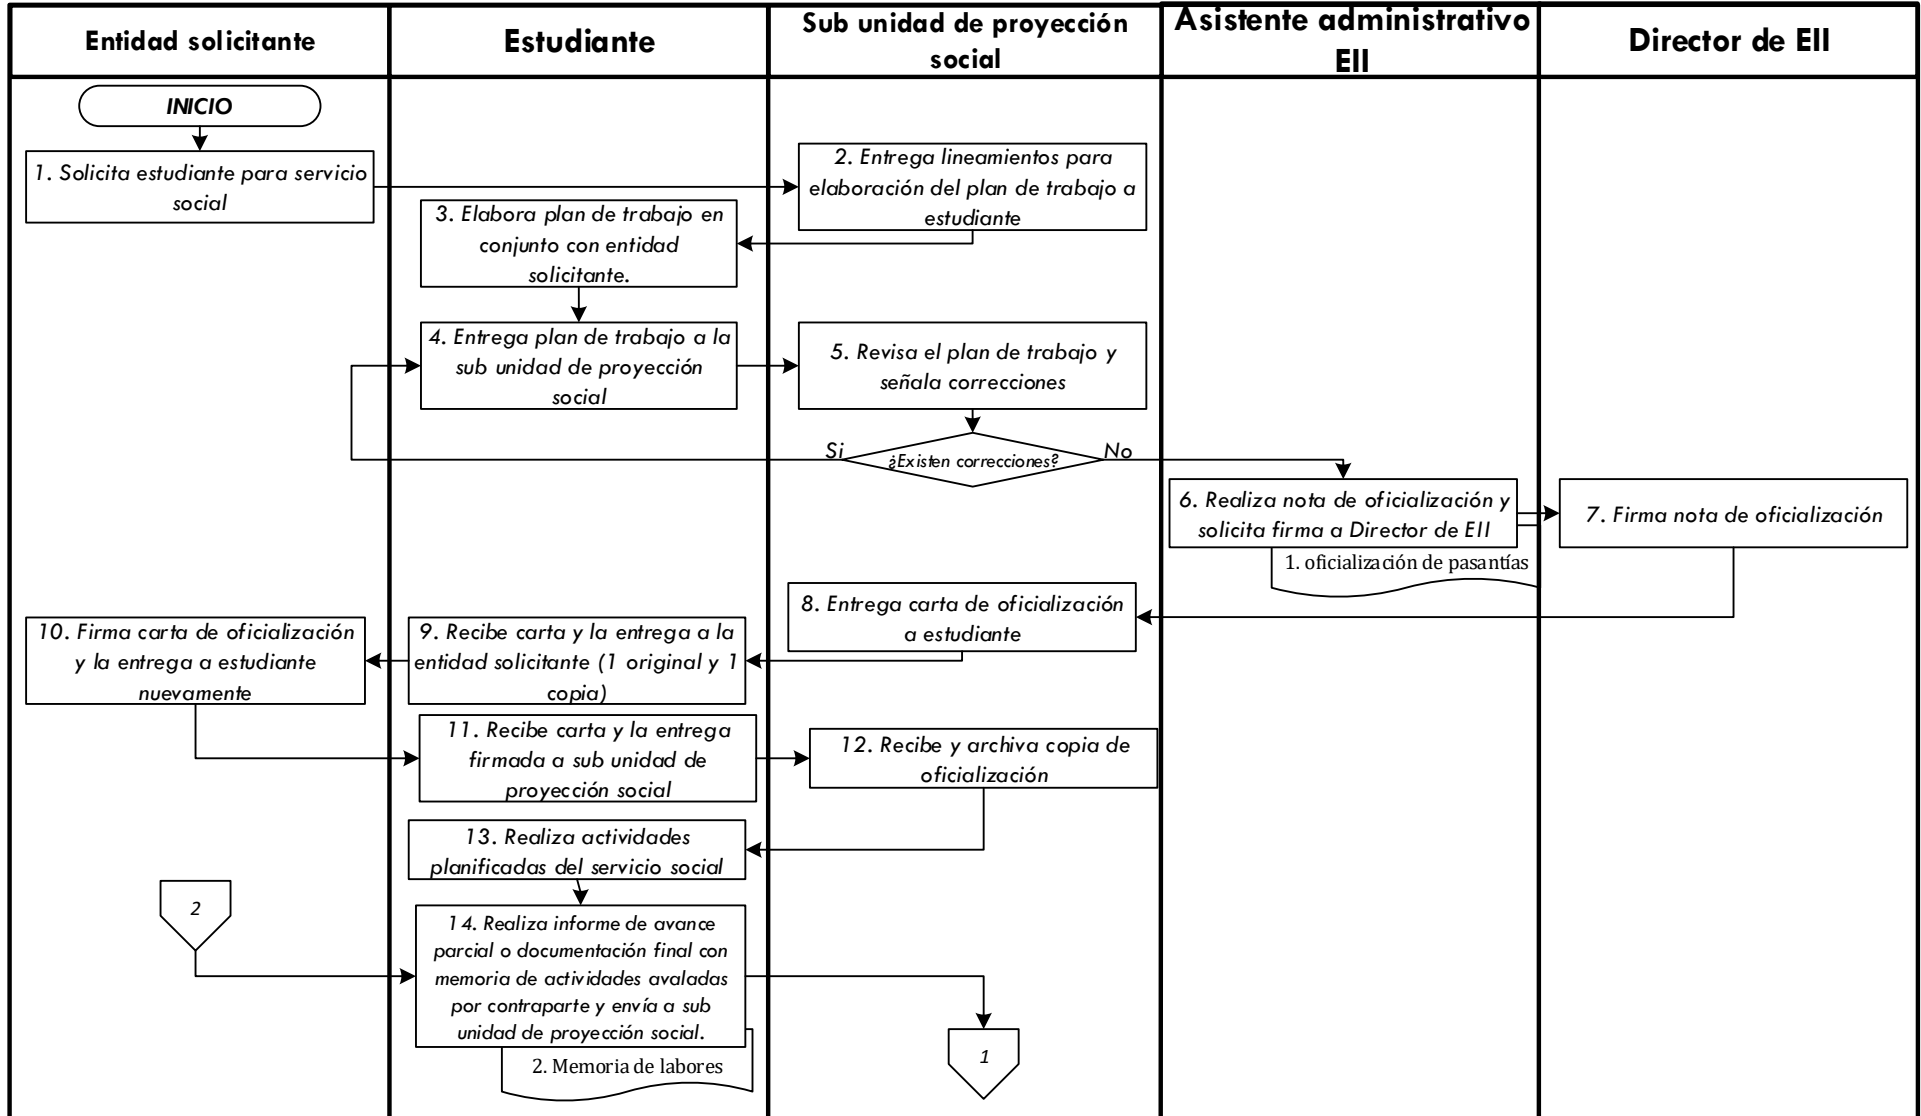 Entidad solicitante
Estudiante
Sub unidad de proyección
social
Asistente administrativo
EII
Director de EII
INICIO
1. Solicita estudiante para servicio
social
2. Entrega lineamientos para
elaboración del plan de trabajo a
estudiante
3. Elabora plan de trabajo en
conjunto con entidad
solicitante.
4. Entrega plan de trabajo a la
sub unidad de proyección
social
5. Revisa el plan de trabajo y
señala correcciones
Si
¿Existen correcciones?
No
6. Realiza nota de oficialización y
solicita firma a Director de EII
1. oficialización de pasantías
7. Firma nota de oficialización
8. Entrega carta de oficialización
a estudiante
9. Recibe carta y la entrega a la
entidad solicitante (1 original y 1
copia)
10. Firma carta de oficialización
y la entrega a estudiante
nuevamente
11. Recibe carta y la entrega
firmada a sub unidad de
proyección social
12. Recibe y archiva copia de
oficialización
13. Realiza actividades
planificadas del servicio social
2
14. Realiza informe de avance
parcial o documentación final con
memoria de actividades avaladas
por contraparte y envía a sub
unidad de proyección social.
2. Memoria de labores
1